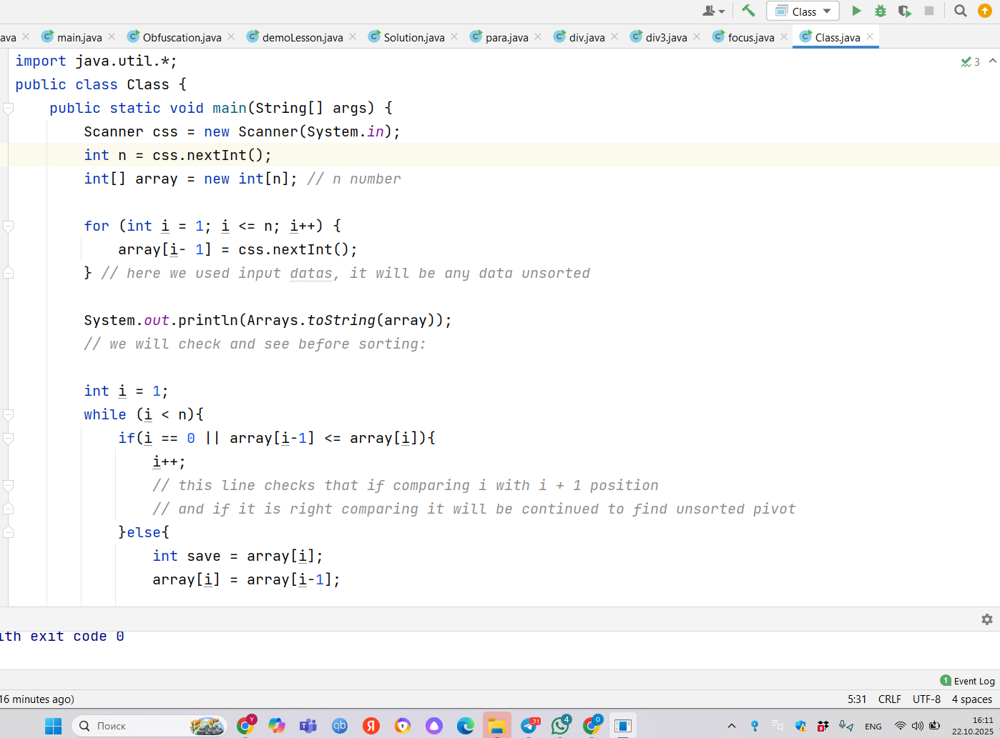 Class
ava main.java Obfuscation.java demoLesson.java Solution.java para.java div.java div3.java focus.java Class.java
import java.util.*;
3
public class Class {
public static void main(String[] args) {
Scanner css = new Scanner(System.in);
int n = css.nextInt();
int[] array = new int[n]; // n number
for (int i = 1; i <= n; i++) {
array[i- 1] = css.nextInt();
} // here we used input datas, it will be any data unsorted
System.out.println(Arrays.toString(array));
// we will check and see before sorting:
int i = 1;
while (i < n){
if(i == 0 || array[i-1] <= array[i]){
i++;
// this line checks that if comparing i with i + 1 position
// and if it is right comparing it will be continued to find unsorted pivot
}else{
int save = array[i];
array[i] = array[i-1];
ith exit code 0
1 Event Log
16 minutes ago) 5:31 CRLF UTF-8 4 spaces
Поиск Y qb Я 71 4 0 9 ENG 16:11
22.10.2025